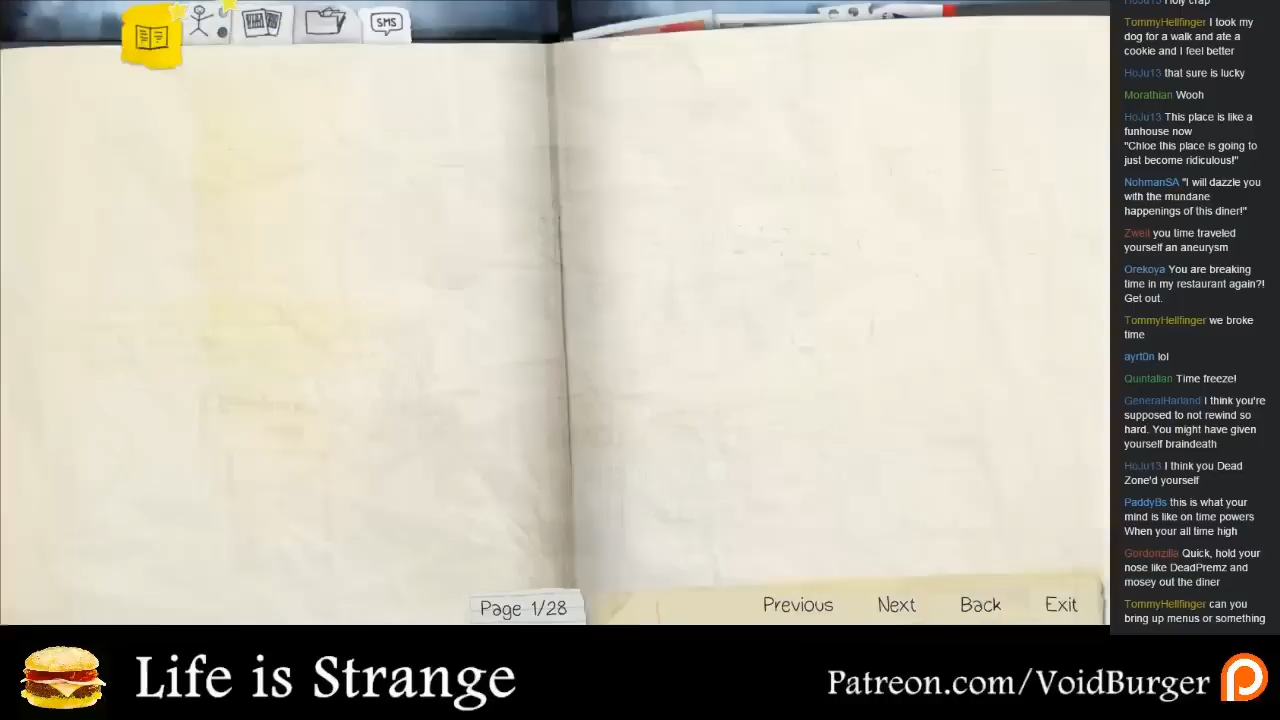 SMS
Page 1/28
Previous
Next
Back
Exit
HoJu13 Holy crap
TommyHellfinger I took my
dog for a walk and ate a
cookie and I feel better
HoJu13 that sure is lucky
Morathian Wooh
HoJu13 This place is like a
funhouse now
"Chloe this place is going to
just become ridiculous!"
NohmanSA "I will dazzle you
with the mundane
happenings of this diner!"
Zweil you time traveled
yourself an aneurysm
Orekoya You are breaking
time in my restaurant again?!
Get out.
TommyHellfinger we broke
time
ayrt0n lol
Quintalian Time freeze!
GeneralHarland I think you're
supposed to not rewind so
hard. You might have given
yourself braindeath
HoJu13 I think you Dead
Zone'd yourself
PaddyBs this is what your
mind is like on time powers
When your all time high
Gordonzilla Quick, hold your
nose like DeadPremz and
mosey out the diner
TommyHellfinger can you
bring up menus or something
Life is Strange
Patreon.com/VoidBurger